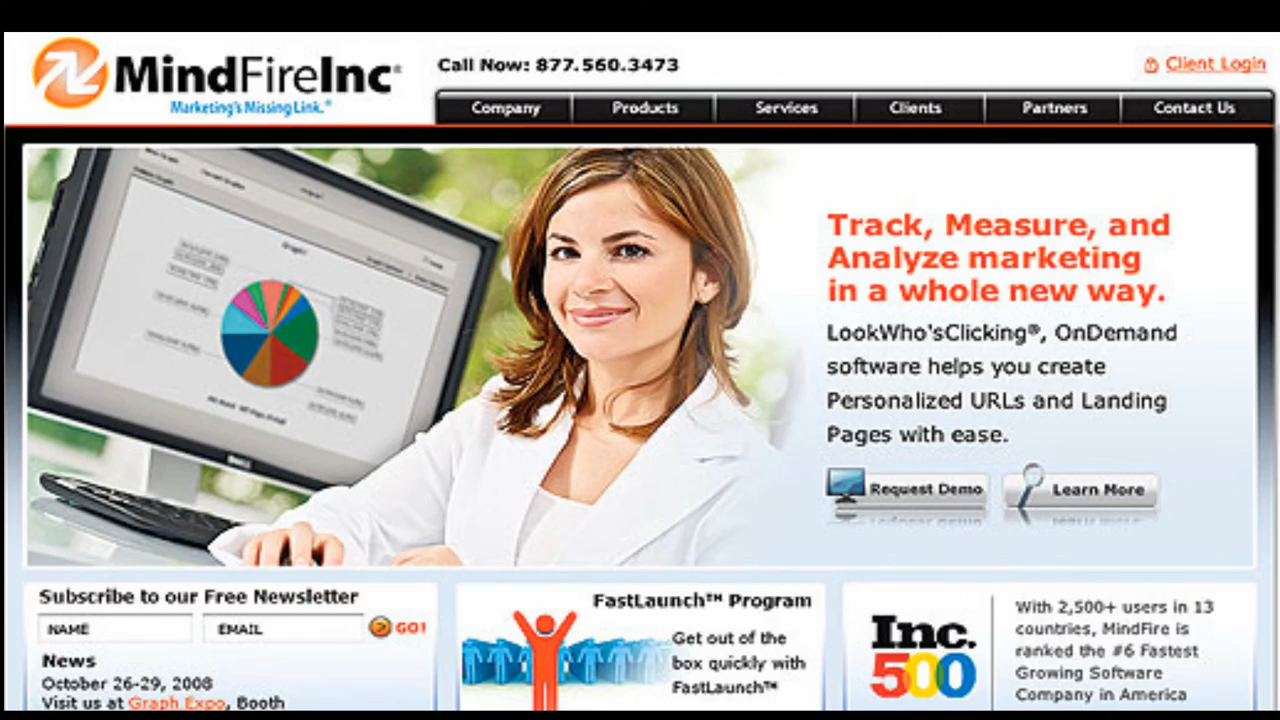 MindFireInc®
Marketing's Missing Link.®
Call Now: 877.560.3473
Client Login
Company
Products
Services
Clients
Partners
Contact Us
Track, Measure, and
Analyze marketing
in a whole new way.
LookWho'sClicking®, OnDemand
software helps you create
Personalized URLs and Landing
Pages with ease.
Request Demo
Learn More
Subscribe to our Free Newsletter
NAME
EMAIL
GO!
News
October 26-29, 2008
Visit us at Graph Expo, Booth
FastLaunch™ Program
Get out of the
box quickly with
FastLaunch™
Inc.
500
With 2,500+ users in 13
countries, MindFire is
ranked the #6 Fastest
Growing Software
Company in America